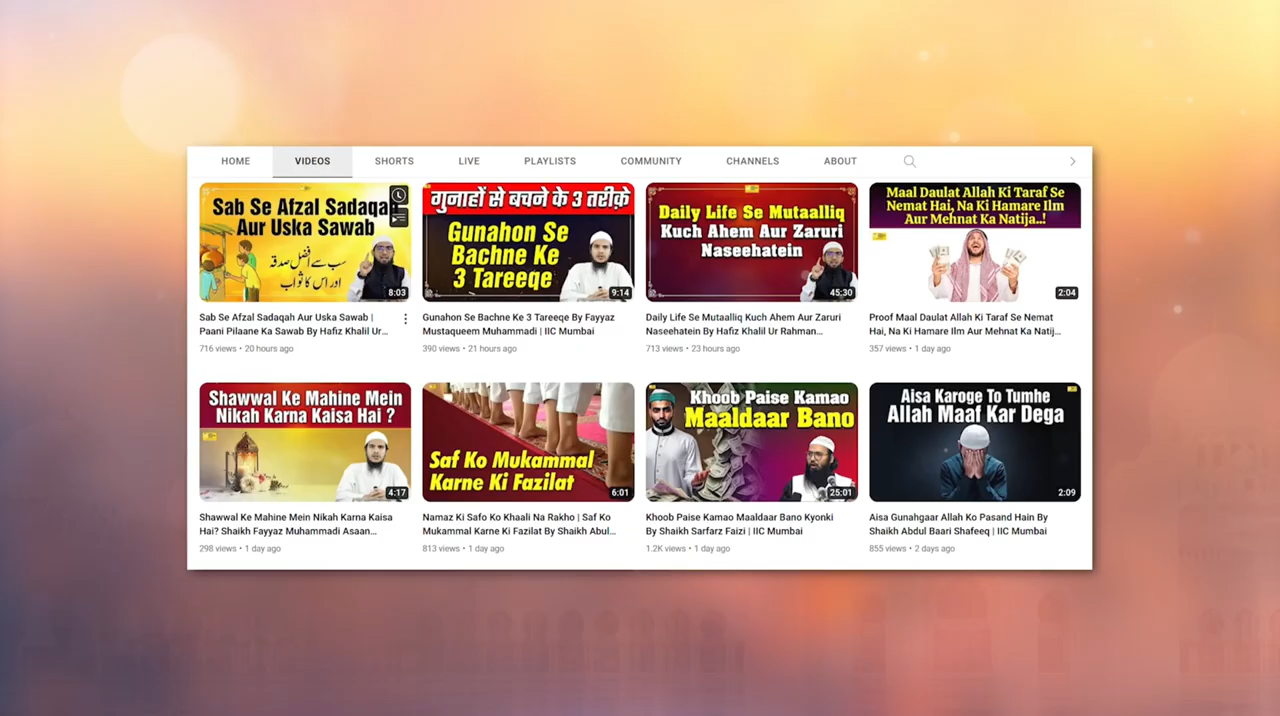 HOME VIDEOS SHORTS LIVE PLAYLISTS COMMUNITY CHANNELS ABOUT
Sab Se Afzal Sadaqah
Aur Uska Sawab
سب سے افضل صدقہ
اور اس کا ثواب
8:03
गुनाहों से बचने के 3 तरीक़े
Gunahon Se
Bachne Ke
3 Tareeqe
9:14
Daily Life Se Mutaalliq
Kuch Ahem Aur Zaruri
Naseehatein
45:30
Maal Daulat Allah Ki Taraf Se
Nemat Hai, Na Ki Hamare Ilm
Aur Mehnat Ka Natija..!
2:04
Sab Se Afzal Sadaqah Aur Uska Sawab |
Paani Pilaane Ka Sawab By Hafiz Khalil Ur...
716 views • 20 hours ago
Gunahon Se Bachne Ke 3 Tareeqe By Fayyaz
Mustaqueem Muhammadi | IIC Mumbai
390 views • 21 hours ago
Daily Life Se Mutaalliq Kuch Ahem Aur Zaruri
Naseehatein By Hafiz Khalil Ur Rahman...
713 views • 23 hours ago
Proof Maal Daulat Allah Ki Taraf Se Nemat
Hai, Na Ki Hamare Ilm Aur Mehnat Ka Natij...
357 views • 1 day ago
Shawwal Ke Mahine Mein
Nikah Karna Kaisa Hai ?
4:17
Saf Ko Mukammal
Karne Ki Fazilat
6:01
Khoob Paise Kamao
Maaldaar Bano
25:01
Aisa Karoge To Tumhe
Allah Maaf Kar Dega
2:09
Shawwal Ke Mahine Mein Nikah Karna Kaisa
Hai? Shaikh Fayyaz Muhammadi Asaan...
298 views • 1 day ago
Namaz Ki Safo Ko Khaali Na Rakho | Saf Ko
Mukammal Karne Ki Fazilat By Shaikh Abul...
813 views • 1 day ago
Khoob Paise Kamao Maaldaar Bano Kyonki
By Shaikh Sarfarz Faizi | IIC Mumbai
1.2K views • 1 day ago
Aisa Gunahgaar Allah Ko Pasand Hain By
Shaikh Abdul Baari Shafeeq | IIC Mumbai
855 views • 2 days ago